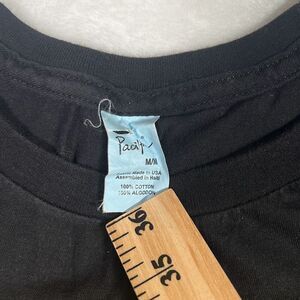 Pacific
M/M
Made in USA
Assembled in Haiti
100% COTTON
100% ALGODON
36
35